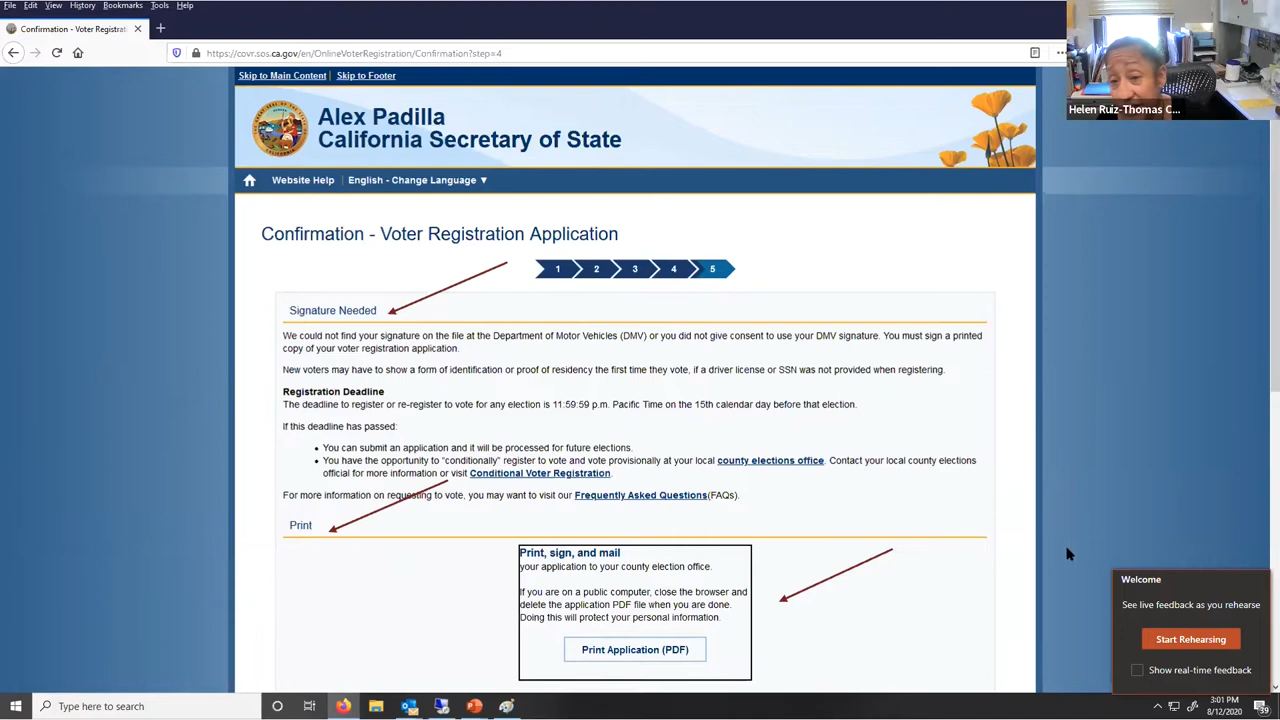 File Edit View History Bookmarks Tools Help
Confirmation - Voter Registrati
https://covr.sos.ca.gov/en/OnlineVoterRegistration/Confirmation?step=4
Helen Ruiz-Thomas C...
Skip to Main Content | Skip to Footer
Alex Padilla
California Secretary of State
Website Help | English - Change Language ▼
Confirmation - Voter Registration Application
1 2 3 4 5
Signature Needed
We could not find your signature on the file at the Department of Motor Vehicles (DMV) or you did not give consent to use your DMV signature. You must sign a printed
copy of your voter registration application.
New voters may have to show a form of identification or proof of residency the first time they vote, if a driver license or SSN was not provided when registering.
Registration Deadline
The deadline to register or re-register to vote for any election is 11:59:59 p.m. Pacific Time on the 15th calendar day before that election.
If this deadline has passed:
• You can submit an application and it will be processed for future elections.
• You have the opportunity to "conditionally" register to vote and vote provisionally at your local county elections office. Contact your local county elections
official for more information or visit Conditional Voter Registration.
For more information on requesting to vote, you may want to visit our Frequently Asked Questions(FAQs).
Print
Print, sign, and mail
your application to your county election office.
If you are on a public computer, close the browser and
delete the application PDF file when you are done.
Doing this will protect your personal information.
Print Application (PDF)
Welcome
See live feedback as you rehearse
Start Rehearsing
Show real-time feedback
Type here to search
3:01 PM
8/12/2020
39